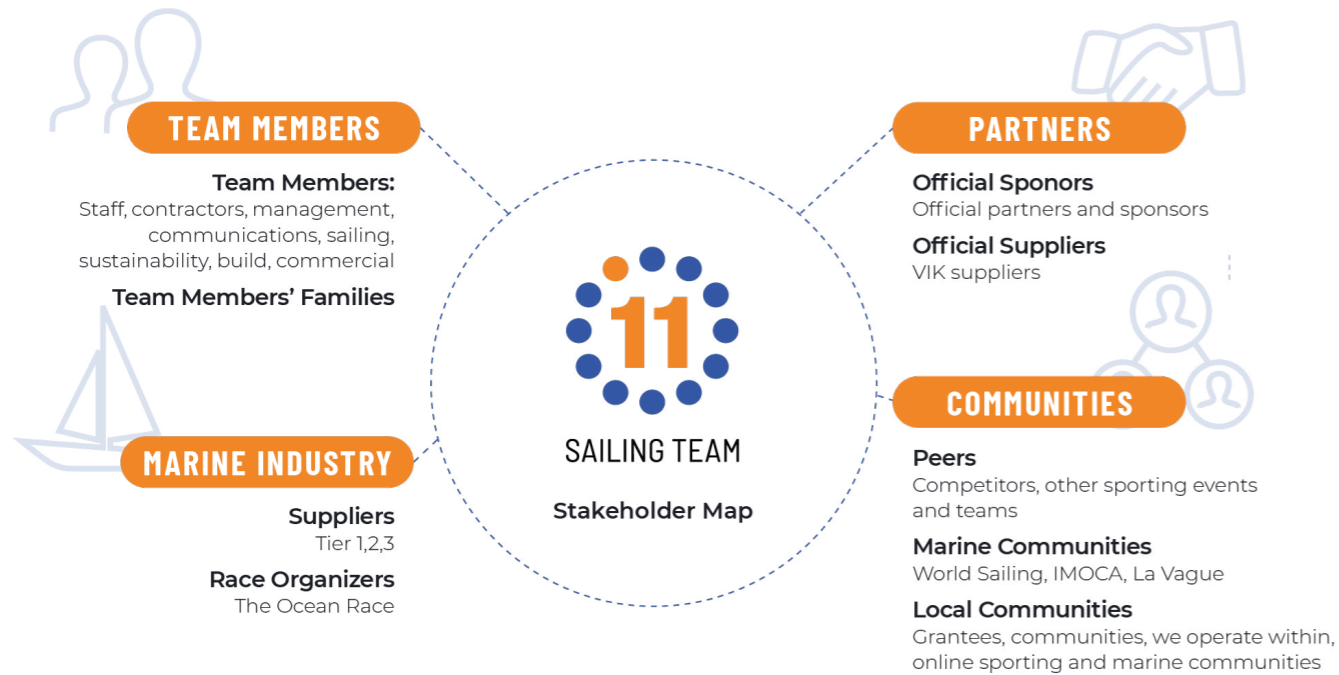 TEAM MEMBERS
Team Members:
Staff, contractors, management,
communications, sailing,
sustainability, build, commercial
Team Members’ Families
MARINE INDUSTRY
Suppliers
Tier 1,2,3
Race Organizers
The Ocean Race
11
SAILING TEAM
Stakeholder Map
PARTNERS
Official Sponors
Official partners and sponsors
Official Suppliers
VIK suppliers
COMMUNITIES
Peers
Competitors, other sporting events
and teams
Marine Communities
World Sailing, IMOCA, La Vague
Local Communities
Grantees, communities, we operate within,
online sporting and marine communities